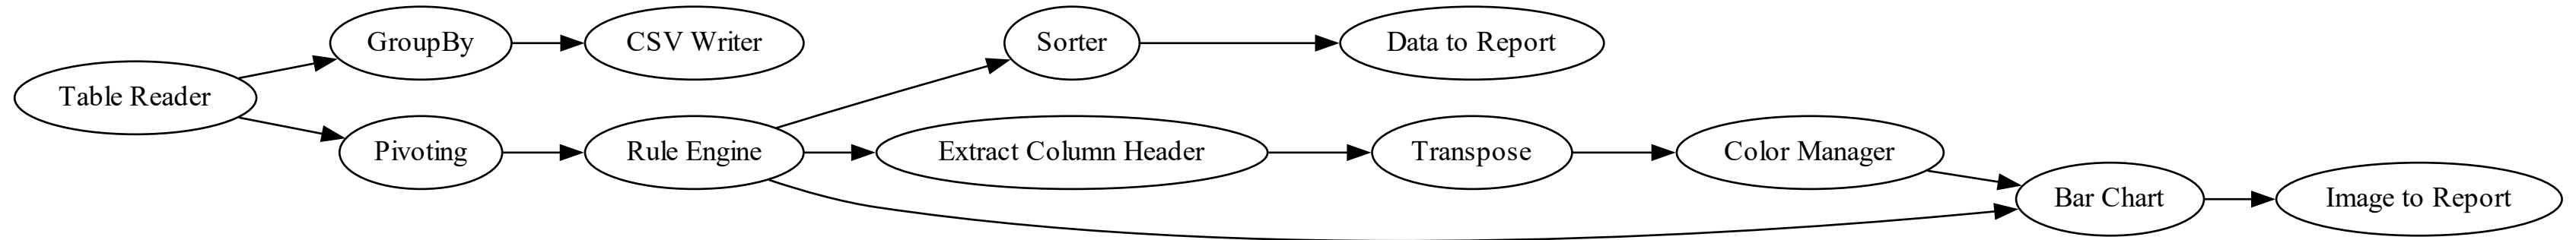 Table Reader
GroupBy
CSV Writer
Pivoting
Rule Engine
Sorter
Data to Report
Extract Column Header
Transpose
Color Manager
Bar Chart
Image to Report